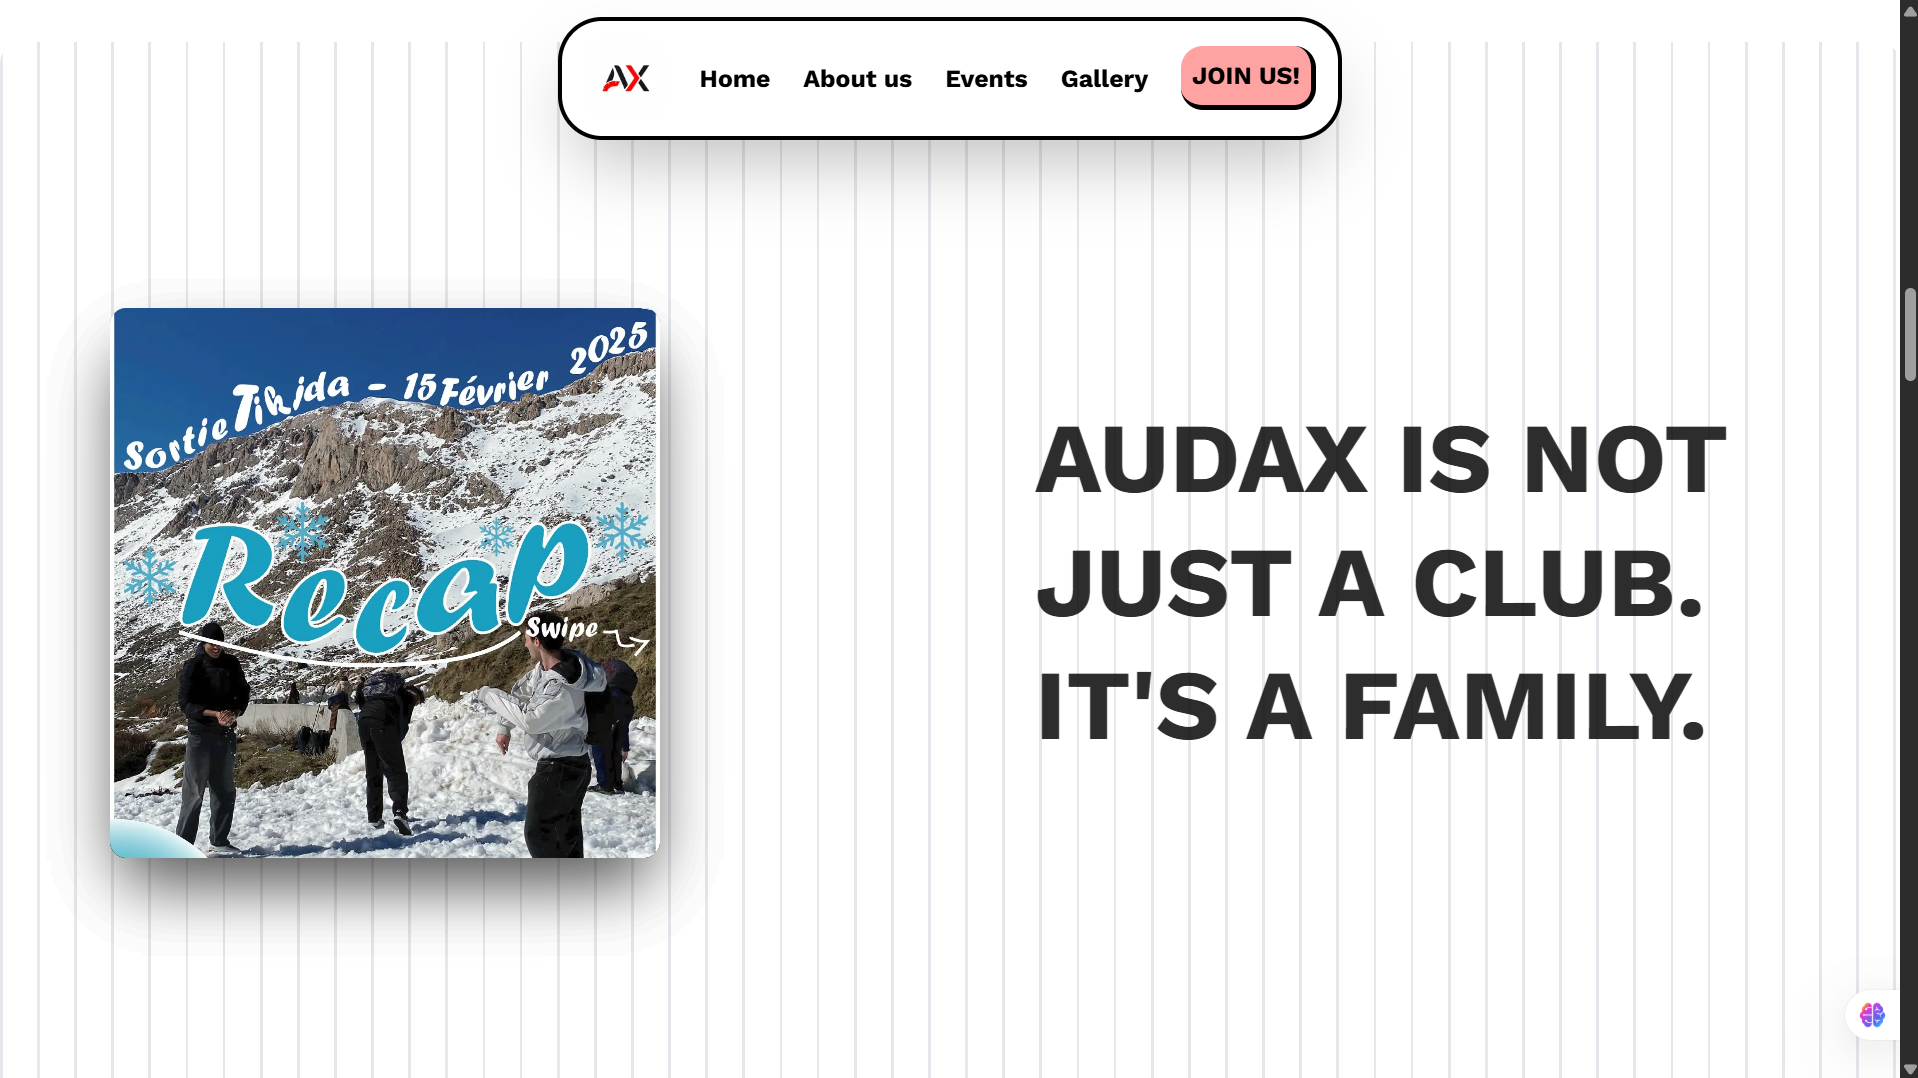 AX
Home
About us
Events
Gallery
JOIN US!
Sortie Tikjda - 15 Février 2025
Recap
Swipe
AUDAX IS NOT
JUST A CLUB.
IT'S A FAMILY.